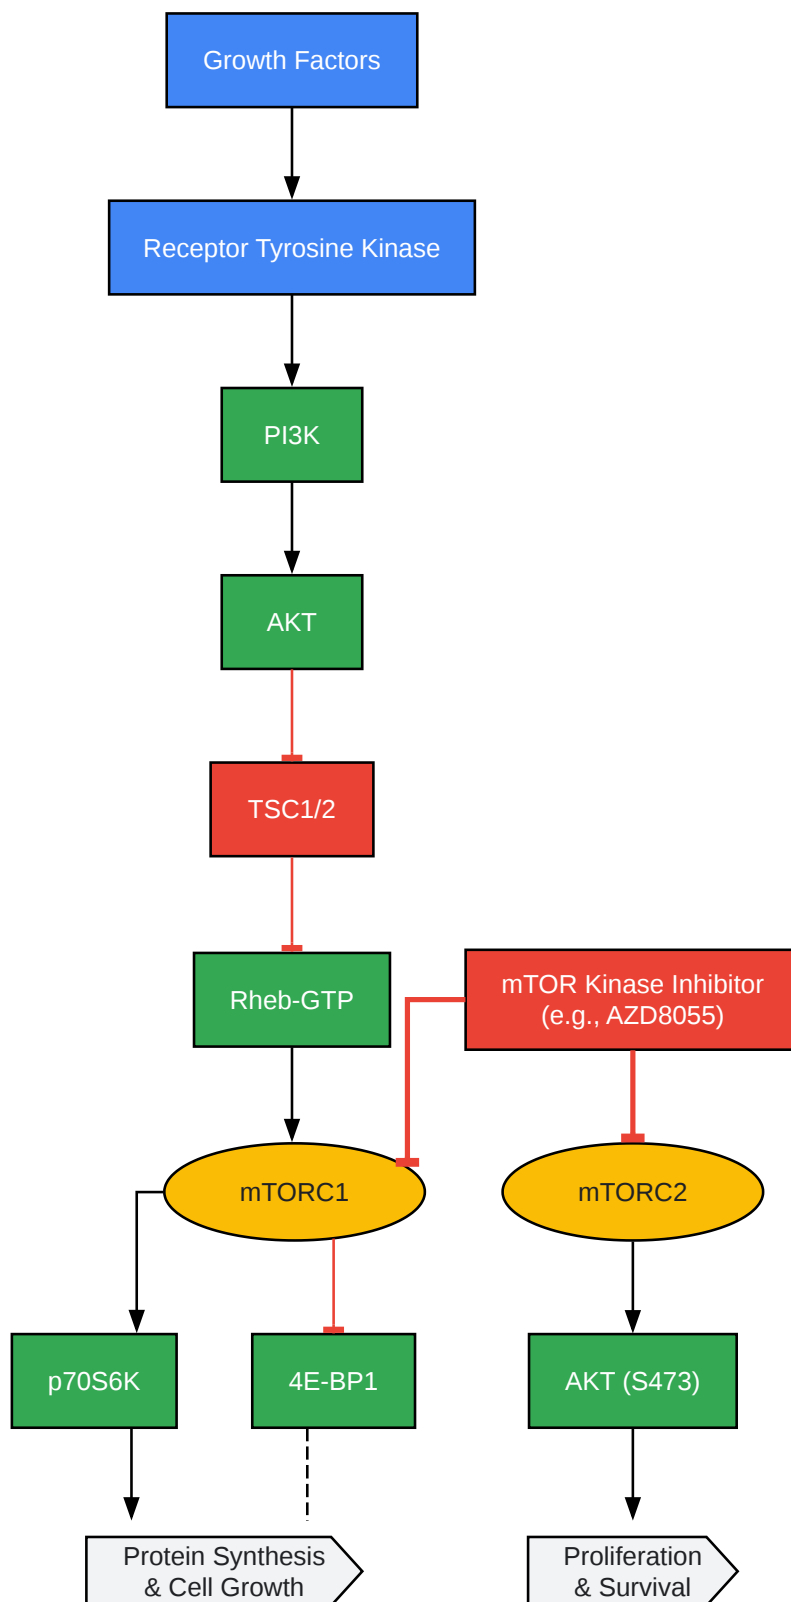 Growth Factors
Receptor Tyrosine Kinase
PI3K
AKT
TSC1/2
Rheb-GTP
mTOR Kinase Inhibitor
(e.g., AZD8055)
mTORC1
mTORC2
p70S6K
4E-BP1
AKT (S473)
Protein Synthesis
& Cell Growth
Proliferation
& Survival